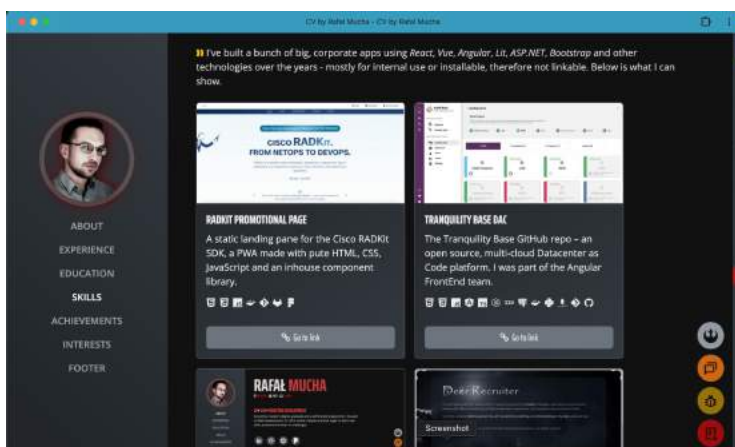 CV by Rafał Mucha - CV by Rafał Mucha
I've built a bunch of big, corporate apps using React, Vue, Angular, Lit, ASP.NET, Bootstrap and other
technologies over the years - mostly for internal use or installable, therefore not linkable. Below is what I can
show.
ABOUT
EXPERIENCE
EDUCATION
SKILLS
ACHIEVEMENTS
INTERESTS
FOOTER
CISCO RADKIT.
FROM NETOPS TO DEVOPS.
RADKIT PROMOTIONAL PAGE
A static landing pane for the Cisco RADKit
SDK, a PWA made with pute HTML, CSS,
JavaScript and an inhouse component
library.
Go to link
TRANQUILITY BASE DAC
The Tranquility Base GitHub repo – an
open source, multi-cloud Datacenter as
Code platform. I was part of the Angular
FrontEnd team.
Go to link
RAFAŁ MUCHA
Dear Recruiter
Screenshot